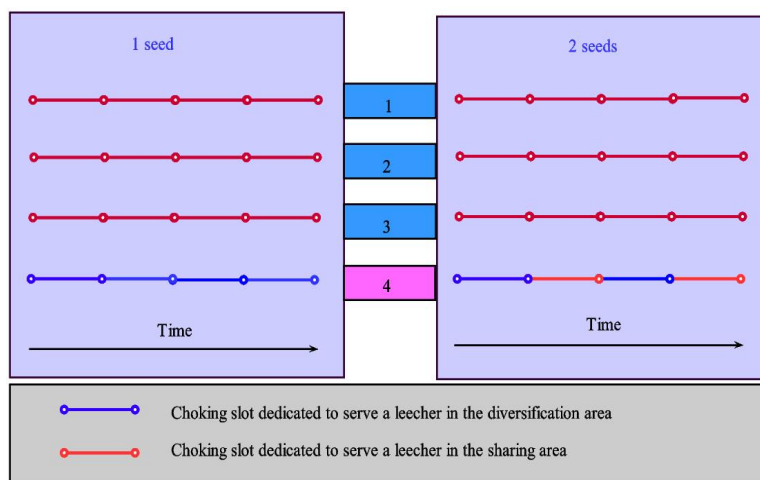 1 seed
2 seeds
1
2
3
4
Time
Time
Choking slot dedicated to serve a leecher in the diversification area
Choking slot dedicated to serve a leecher in the sharing area